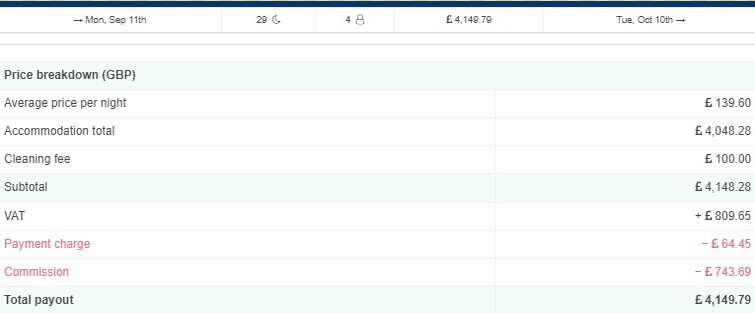 → Mon, Sep 11th 29 4 £ 4,149.79 Tue, Oct 10th →
Price breakdown (GBP)
Average price per night £ 139.60
Accommodation total £ 4,048.28
Cleaning fee £ 100.00
Subtotal £ 4,148.28
VAT + £ 809.65
Payment charge − £ 64.45
Commission − £ 743.69
Total payout £ 4,149.79